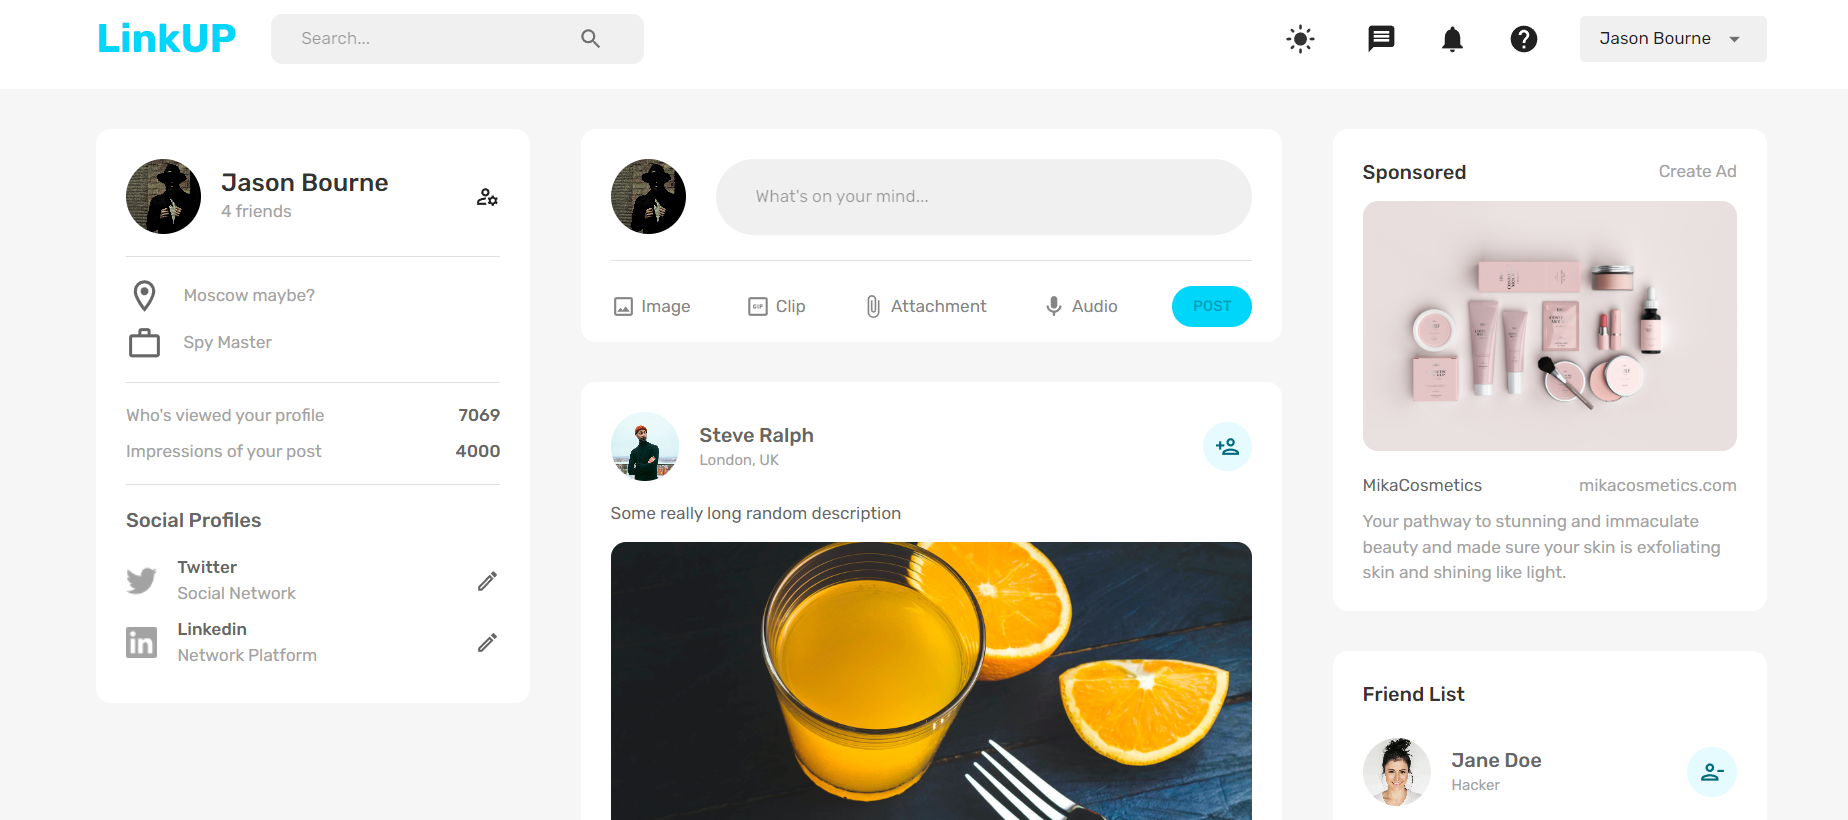 LinkUP
Search...
Jason Bourne
Jason Bourne
4 friends
Moscow maybe?
Spy Master
Who's viewed your profile 7069
Impressions of your post 4000
Social Profiles
Twitter
Social Network
Linkedin
Network Platform
What's on your mind...
Image
GIF Clip
Attachment
Audio
POST
Steve Ralph
London, UK
Some really long random description
Sponsored Create Ad
MikaCosmetics mikacosmetics.com
Your pathway to stunning and immaculate
beauty and made sure your skin is exfoliating
skin and shining like light.
Friend List
Jane Doe
Hacker